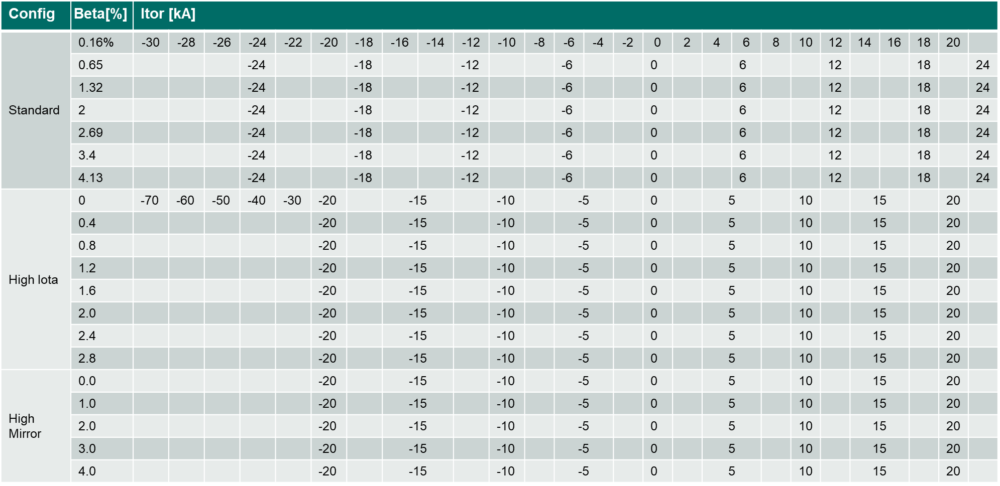 Config Beta[%] Itor [kA]
0.16% -30 -28 -26 -24 -22 -20 -18 -16 -14 -12 -10 -8 -6 -4 -2 0 2 4 6 8 10 12 14 16 18 20
0.65 -24 -18 -12 -6 0 6 12 18 24
1.32 -24 -18 -12 -6 0 6 12 18 24
Standard 2 -24 -18 -12 -6 0 6 12 18 24
2.69 -24 -18 -12 -6 0 6 12 18 24
3.4 -24 -18 -12 -6 0 6 12 18 24
4.13 -24 -18 -12 -6 0 6 12 18 24
0 -70 -60 -50 -40 -30 -20 -15 -10 -5 0 5 10 15 20
0.4 -20 -15 -10 -5 0 5 10 15 20
0.8 -20 -15 -10 -5 0 5 10 15 20
1.2 -20 -15 -10 -5 0 5 10 15 20
High Iota
1.6 -20 -15 -10 -5 0 5 10 15 20
2.0 -20 -15 -10 -5 0 5 10 15 20
2.4 -20 -15 -10 -5 0 5 10 15 20
2.8 -20 -15 -10 -5 0 5 10 15 20
0.0 -20 -15 -10 -5 0 5 10 15 20
1.0 -20 -15 -10 -5 0 5 10 15 20
High
Mirror
2.0 -20 -15 -10 -5 0 5 10 15 20
3.0 -20 -15 -10 -5 0 5 10 15 20
4.0 -20 -15 -10 -5 0 5 10 15 20